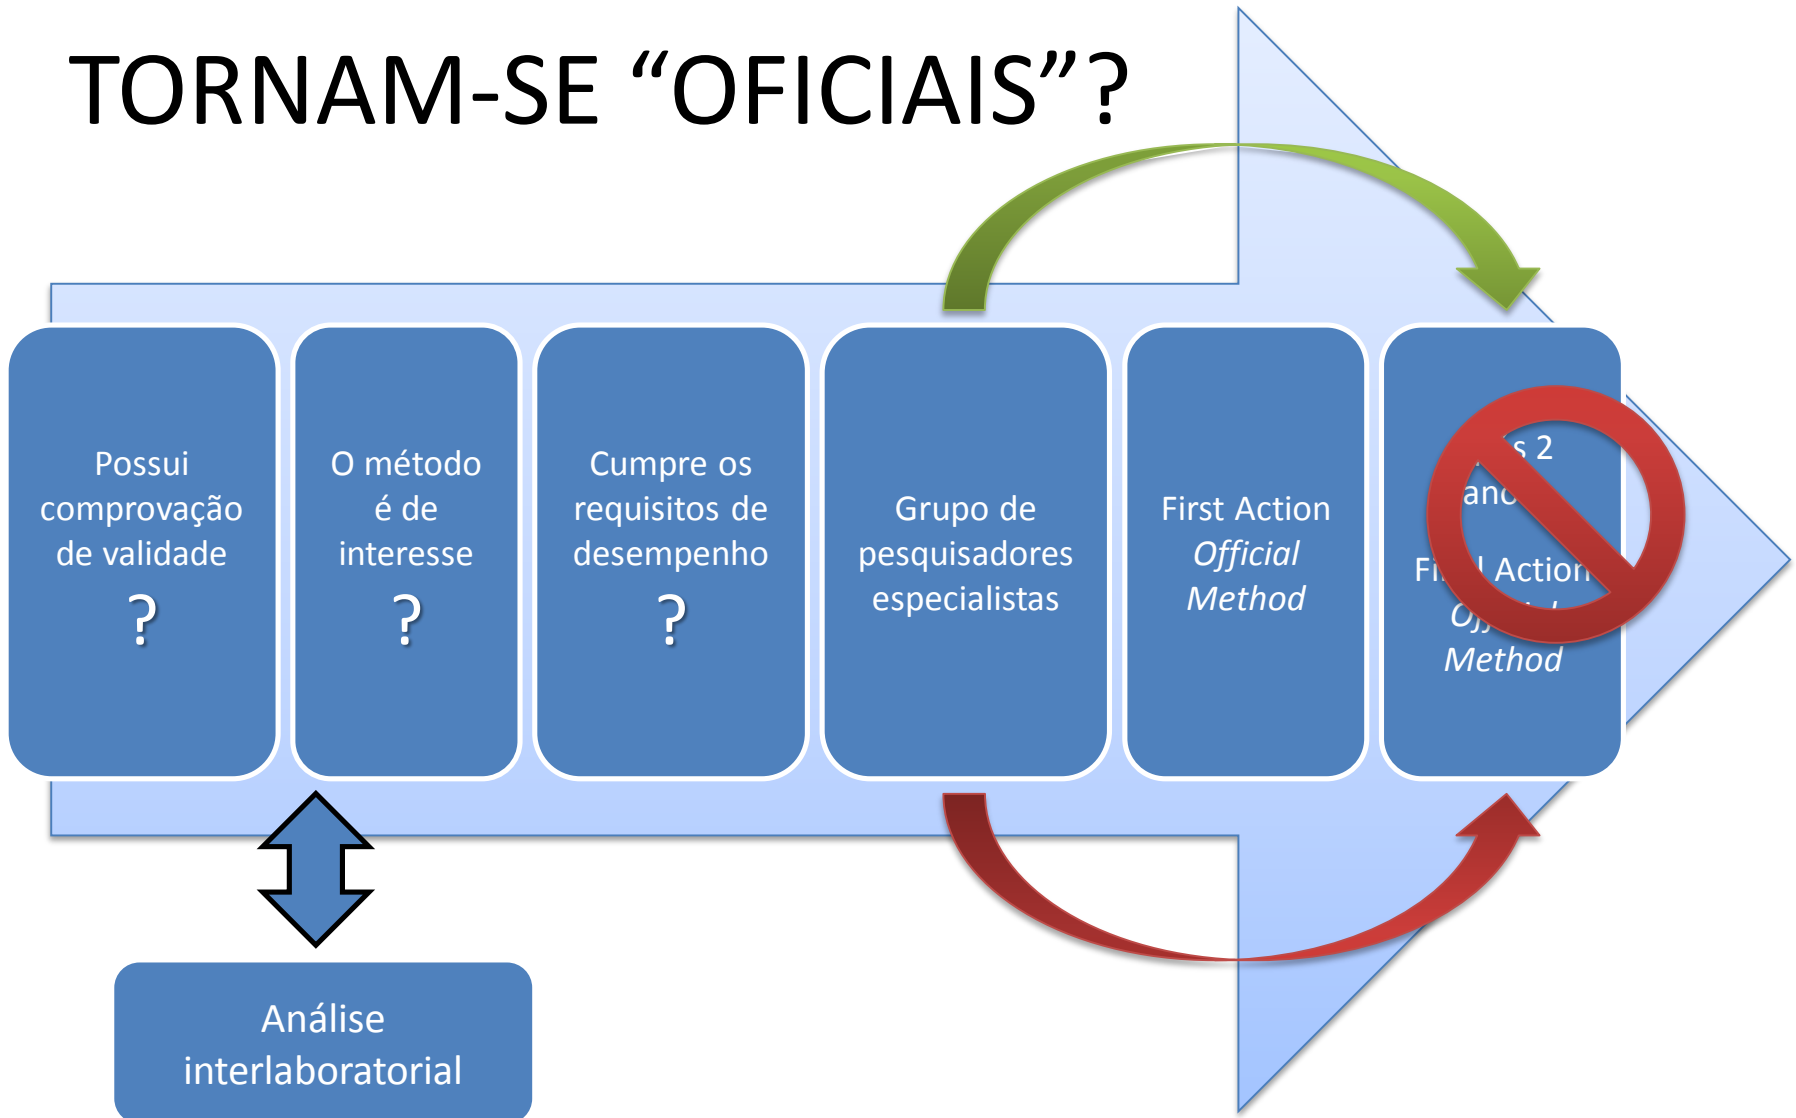 TORNAM-SE “OFICIAIS”?
Possui
comprovação
de validade
?
O método
é de
interesse
?
Cumpre os
requisitos de
desempenho
?
Grupo de
pesquisadores
especialistas
First Action
Official
Method
2
Action
Method
Análise
interlaboratorial